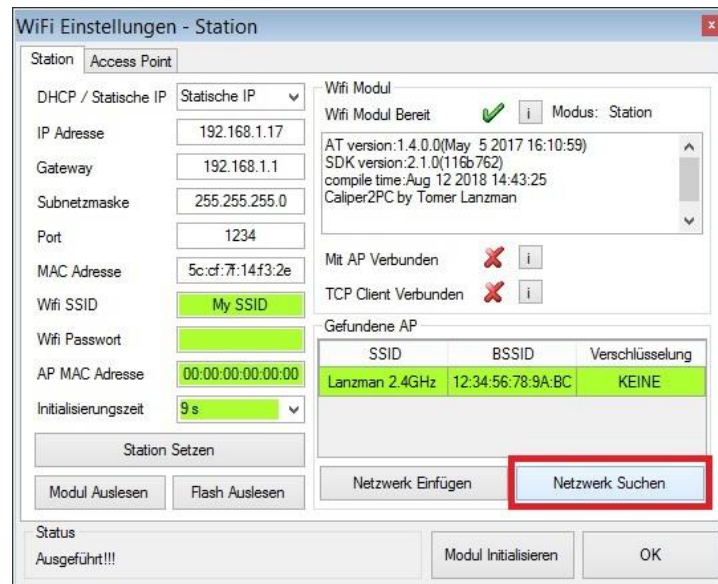 WiFi Einstellungen - Station
x
Station Access Point
DHCP / Statische IP Statische IP
IP Adresse 192.168.1.17
Gateway 192.168.1.1
Subnetzmaske 255.255.255.0
Port 1234
MAC Adresse 5c:cf:7f:14:f3:2e
Wifi SSID My SSID
Wifi Passwort
AP MAC Adresse 00:00:00:00:00:00
Initialisierungszeit 9 s
Station Setzen
Modul Auslesen Flash Auslesen
Wifi Modul
Wifi Modul Bereit i Modus: Station
AT version:1.4.0.0(May 5 2017 16:10:59)
SDK version:2.1.0(116b762)
compile time:Aug 12 2018 14:43:25
Caliper2PC by Tomer Lanzman
Mit AP Verbunden i
TCP Client Verbunden i
Gefundene AP
SSID BSSID Verschlüsselung
Lanzman 2.4GHz 12:34:56:78:9A:BC KEINE
Netzwerk Einfügen Netzwerk Suchen
Status
Ausgeführt!!!
Modul Initialisieren OK